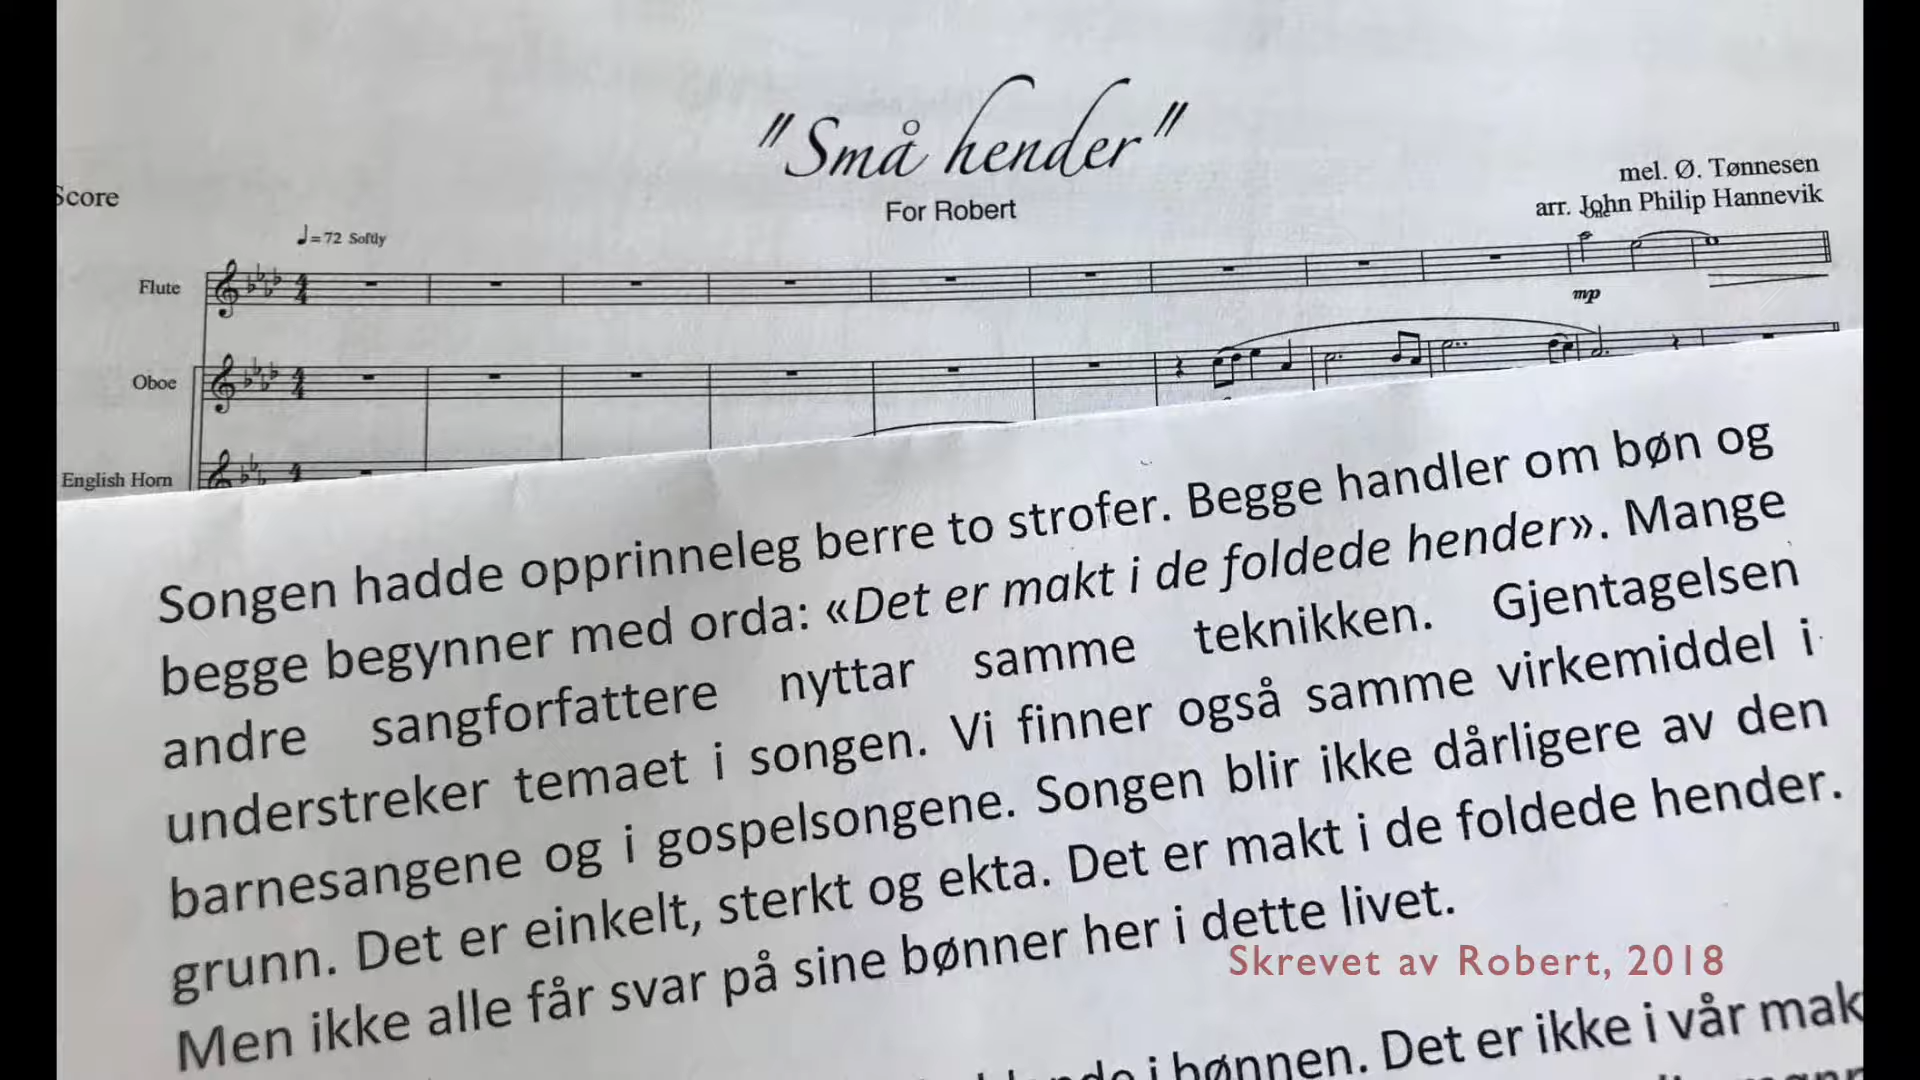 "Små hender"
For Robert
Score
mel. Ø. Tønnesen
arr. John Philip Hannevik
♩=72 Softly
Flute
mp
Oboe
English Horn
Songen hadde opprinneleg berre to strofer. Begge handler om bøn og
begge begynner med orda: «Det er makt i de foldede hender». Mange
andre sangforfattere nyttar samme teknikken. Gjentagelsen
understreker temaet i songen. Vi finner også samme virkemiddel i
barnesangene og i gospelsongene. Songen blir ikke dårligere av den
grunn. Det er einkelt, sterkt og ekta. Det er makt i de foldede hender.
Men ikke alle får svar på sine bønner her i dette livet.
Skrevet av Robert, 2018
i bønnen. Det er ikke i vår mak